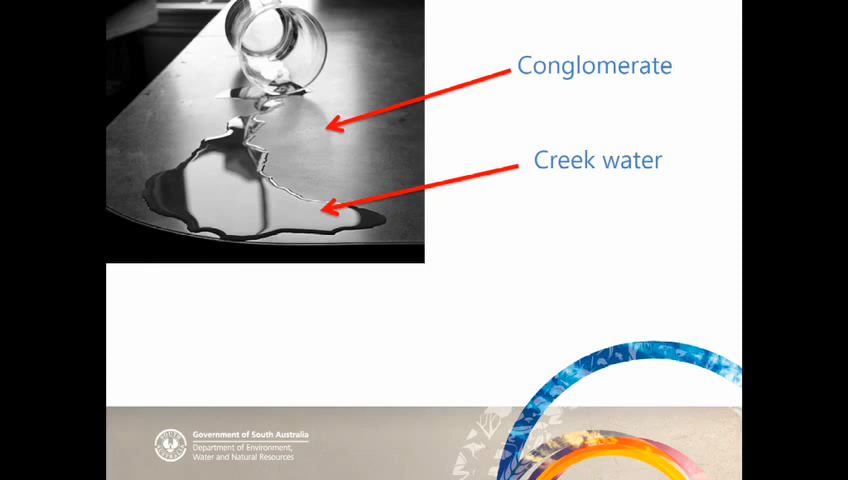 Conglomerate
Creek water
Government of South Australia
Department of Environment,
Water and Natural Resources